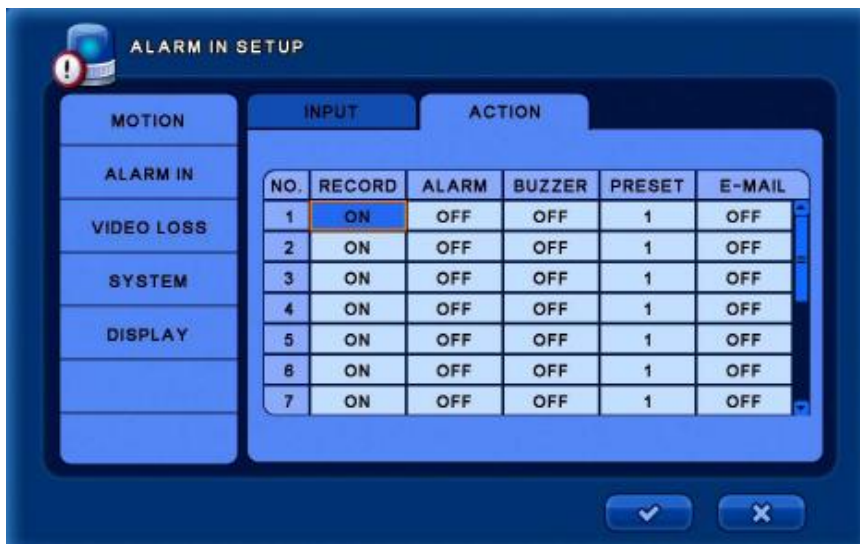 ALARM IN SETUP
INPUT ACTION
MOTION
ALARM IN
VIDEO LOSS
SYSTEM
DISPLAY
NO. RECORD ALARM BUZZER PRESET E-MAIL
1 ON OFF OFF 1 OFF
2 ON OFF OFF 1 OFF
3 ON OFF OFF 1 OFF
4 ON OFF OFF 1 OFF
5 ON OFF OFF 1 OFF
6 ON OFF OFF 1 OFF
7 ON OFF OFF 1 OFF